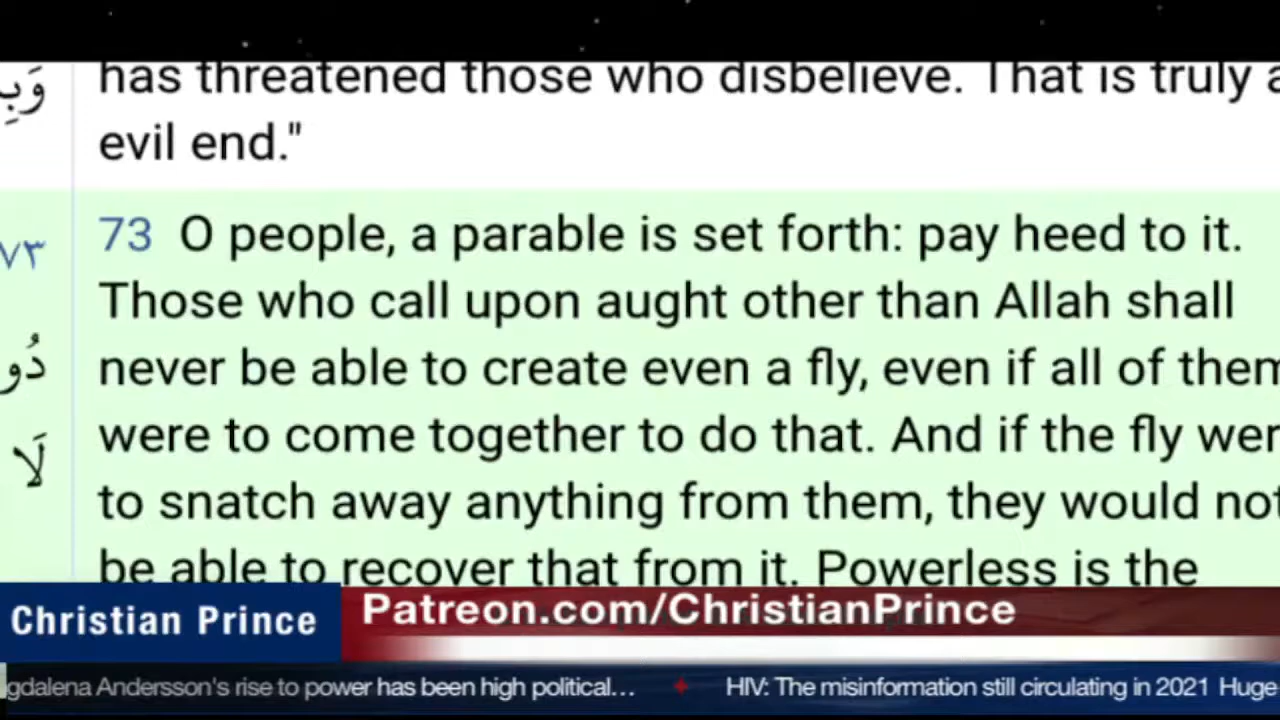 has threatened those who disbelieve. That is truly a
evil end."
73 O people, a parable is set forth: pay heed to it.
Those who call upon aught other than Allah shall
never be able to create even a fly, even if all of them
were to come together to do that. And if the fly wer
to snatch away anything from them, they would not
be able to recover that from it. Powerless is the
٧٣
دُو
لَا
Christian Prince
Patreon.com/ChristianPrince
gdalena Andersson's rise to power has been high political... HIV: The misinformation still circulating in 2021 Huge